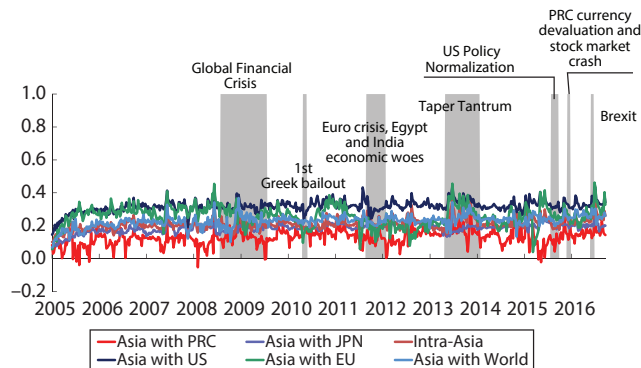 PRC currency
devaluation and
stock market
crash
US Policy
Normalization
Global Financial
Crisis
Taper Tantrum
Brexit
Euro crisis, Egypt
and India
economic woes
1st
Greek bailout
1.0
0.8
0.6
0.4
0.2
0.0
−0.2
2005 2006 2007 2008 2009 2010 2011 2012 2013 2014 2015 2016
Asia with PRC Asia with JPN Intra-Asia
Asia with US Asia with EU Asia with World